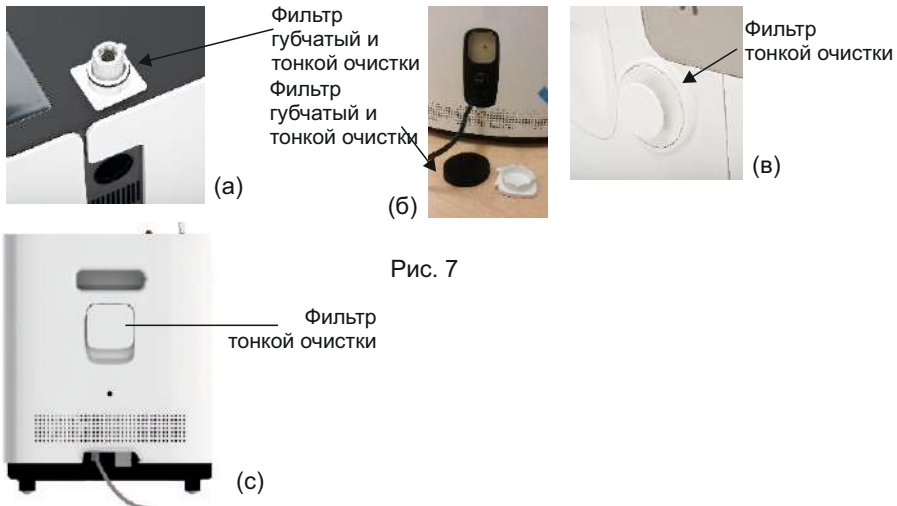 Фильтр
губчатый и
тонкой очистки
Фильтр
губчатый и
тонкой очистки
(а)
(б)
Фильтр
тонкой очистки
(в)
Рис. 7
Фильтр
тонкой очистки
(с)